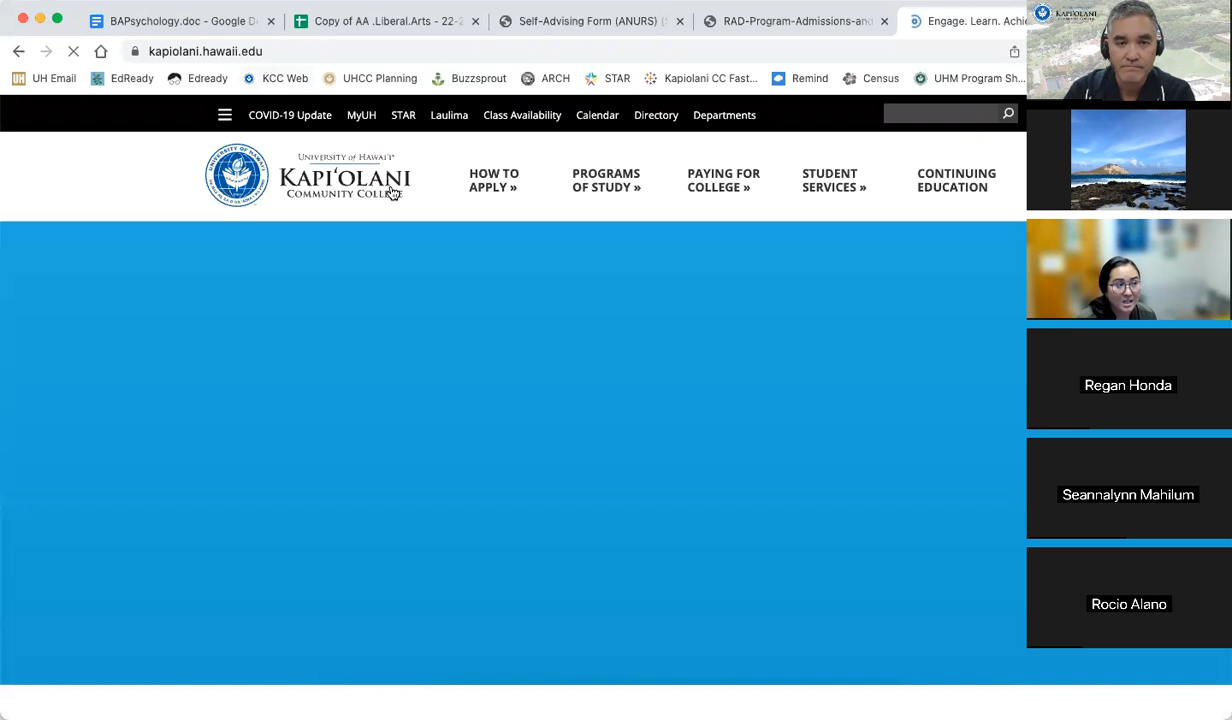 BAPsychology.doc - Google D
Copy of AA .Liberal.Arts - 22-2
Self-Advising Form (ANURS) (
RAD-Program-Admissions-and
Engage. Learn. Achie
kapiolani.hawaii.edu
UH Email
EdReady
Edready
KCC Web
UHCC Planning
Buzzsprout
ARCH
STAR
Kapiolani CC Fast...
Remind
Census
UHM Program Sh...
COVID-19 Update
MyUH
STAR
Laulima
Class Availability
Calendar
Directory
Departments
UNIVERSITY of HAWAIʻI®
KAPIʻOLANI
COMMUNITY COLLEGE
HOW TO
APPLY »
PROGRAMS
OF STUDY »
PAYING FOR
COLLEGE »
STUDENT
SERVICES »
CONTINUING
EDUCATION
KAPIʻOLANI
Regan Honda
Seannalynn Mahilum
Rocio Alano